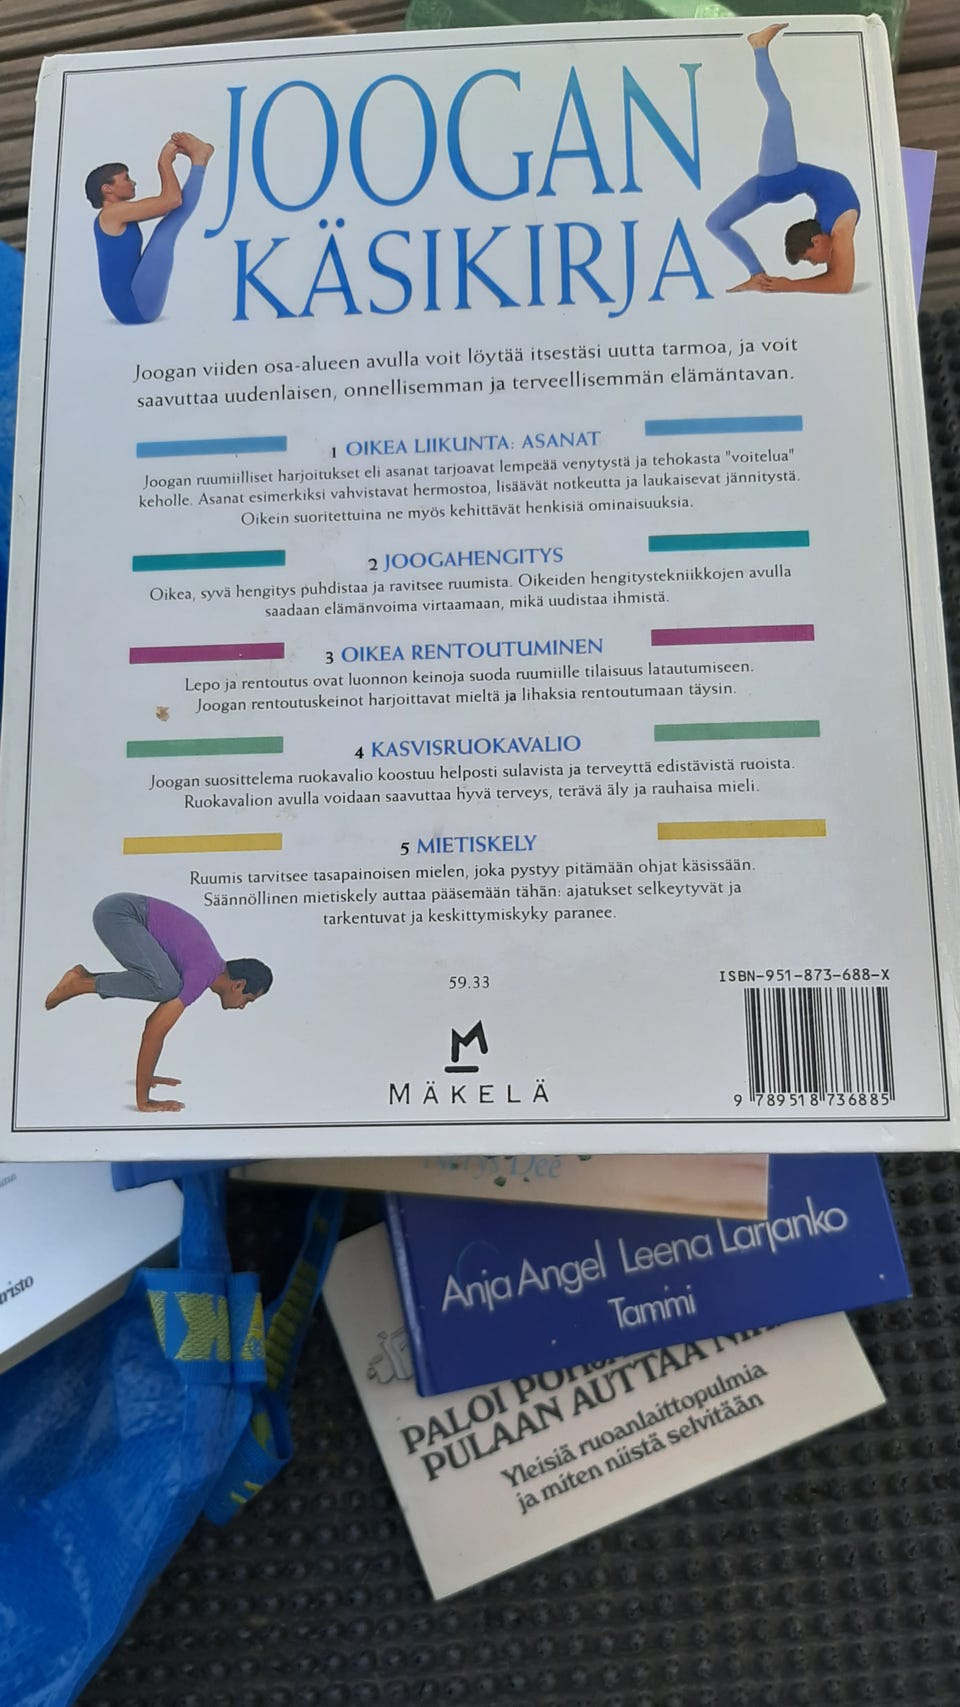 JOOGAN
KÄSIKIRJA
Joogan viiden osa-alueen avulla voit löytää itsestäsi uutta tarmoa, ja voit
saavuttaa uudenlaisen, onnellisemman ja terveellisemmän elämäntavan.
1 OIKEA LIIKUNTA: ASANAT
Joogan ruumiilliset harjoitukset eli asanat tarjoavat lempeää venytystä ja tehokasta "voitelua"
keholle. Asanat esimerkiksi vahvistavat hermostoa, lisäävät notkeutta ja laukaisevat jännitystä.
Oikein suoritettuina ne myös kehittävät henkisiä ominaisuuksia.
2 JOOGAHENGITYS
Oikea, syvä hengitys puhdistaa ja ravitsee ruumista. Oikeiden hengitystekniikkojen avulla
saadaan elämänvoima virtaamaan, mikä uudistaa ihmistä.
3 OIKEA RENTOUTUMINEN
Lepo ja rentoutus ovat luonnon keinoja suoda ruumiille tilaisuus latautumiseen.
Joogan rentoutuskeinot harjoittavat mieltä ja lihaksia rentoutumaan täysin.
4 KASVISRUOKAVALIO
Joogan suosittelema ruokavalio koostuu helposti sulavista ja terveyttä edistävistä ruoista.
Ruokavalion avulla voidaan saavuttaa hyvä terveys, terävä äly ja rauhaisa mieli.
5 MIETISKELY
Ruumis tarvitsee tasapainoisen mielen, joka pystyy pitämään ohjat käsissään.
Säännöllinen mietiskely auttaa pääsemään tähän: ajatukset selkeytyvät ja
tarkentuvat ja keskittymiskyky paranee.
59.33
ISBN-951-873-688-X
M
MÄKELÄ
9 789518 736885
Nerys Dee
Anja Angel Leena Larjanko
Tammi
PALOI
PULAAN AUTTAA
Yleisiä ruoanlaittopulmia
ja miten niistä selvitään